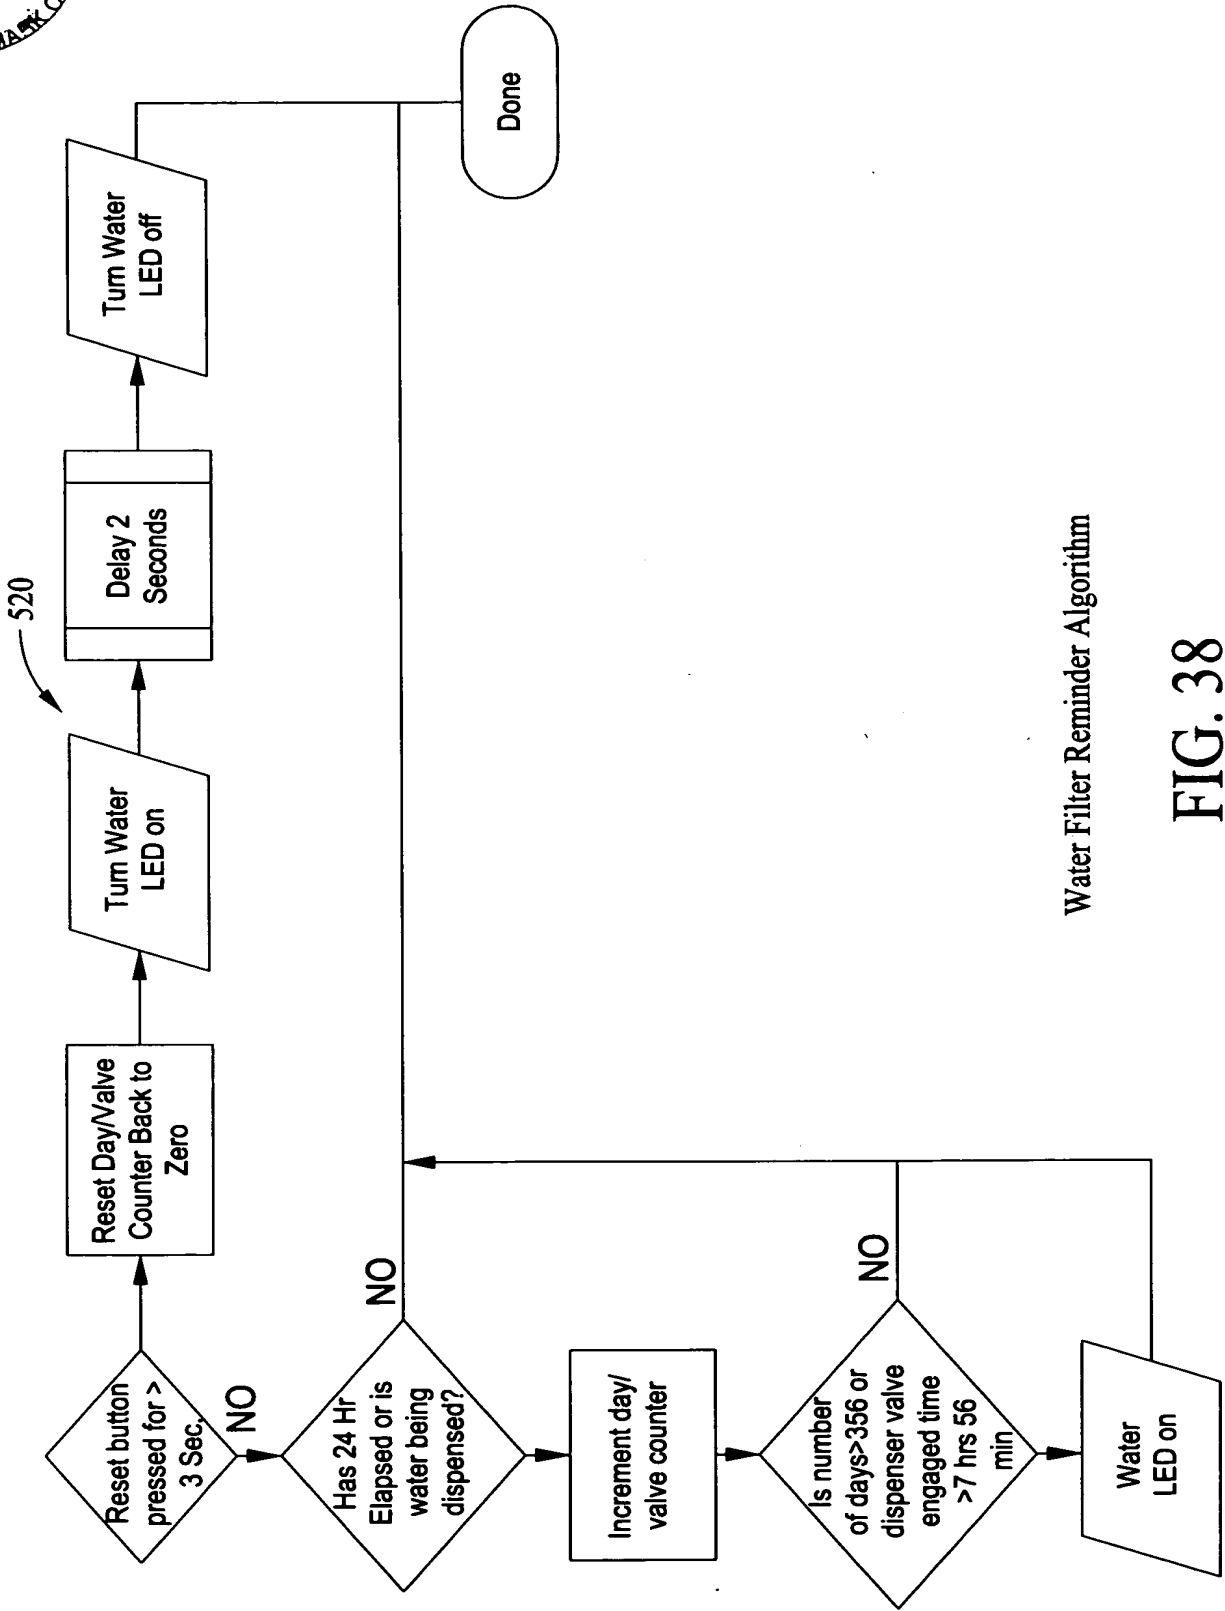 520
Reset button
pressed for >
3 Sec.
NO
Reset Day/Valve
Counter Back to
Zero
Turn Water
LED on
Delay 2
Seconds
Turn Water
LED off
Has 24 Hr
Elapsed or is
water being
dispensed?
NO
Done
Increment day/
valve counter
Is number
of days>356 or
dispenser valve
engaged time
>7 hrs 56
min
NO
Water
LED on
Water Filter Reminder Algorithm
FIG. 38